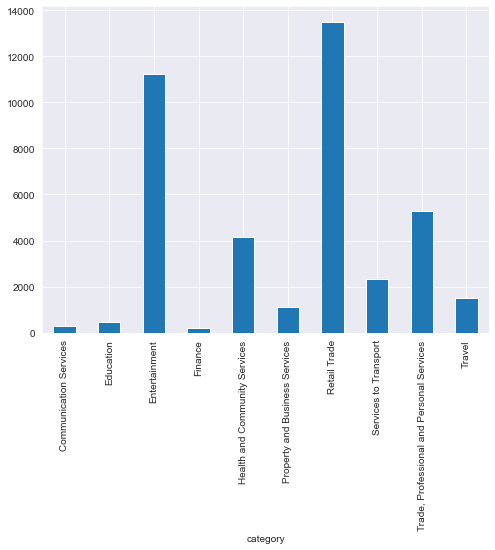 14000
12000
10000
8000
6000
4000
2000
0
Communication Services
Education
Entertainment
Finance
Health and Community Services
Property and Business Services
Retail Trade
Services to Transport
Trade, Professional and Personal Services
Travel
category